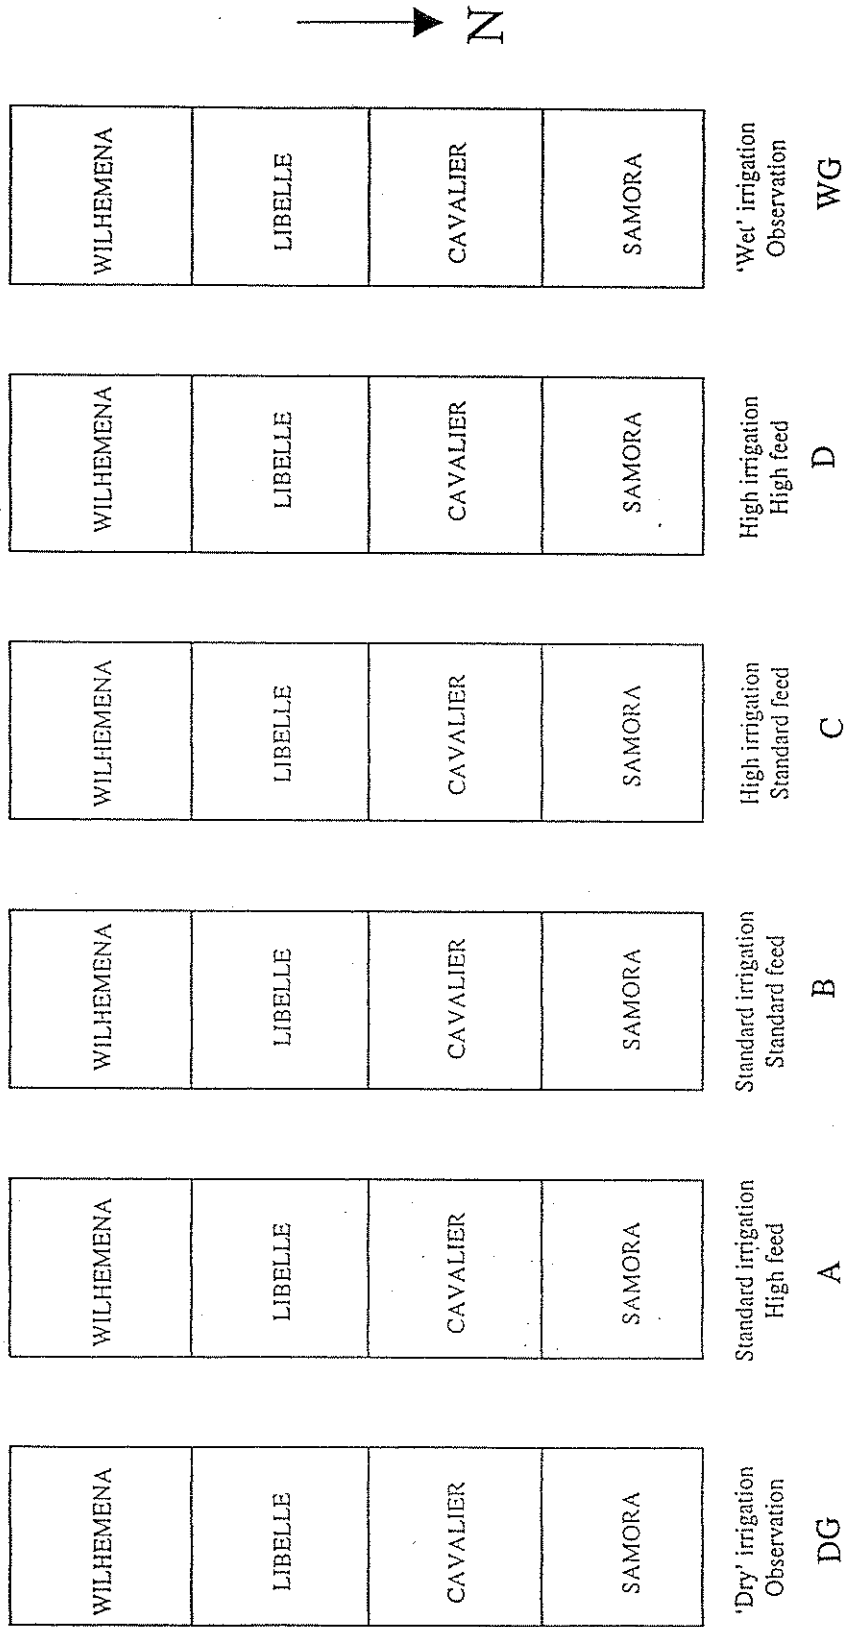 WILHEMENA
LIBELLE
CAVALIER
SAMORA
'Dry' irrigation
Observation
DG
WILHEMENA
LIBELLE
CAVALIER
SAMORA
Standard irrigation
High feed
A
WILHEMENA
LIBELLE
CAVALIER
SAMORA
Standard irrigation
Standard feed
B
WILHEMENA
LIBELLE
CAVALIER
SAMORA
High irrigation
Standard feed
C
WILHEMENA
LIBELLE
CAVALIER
SAMORA
High irrigation
High feed
D
WILHEMENA
LIBELLE
CAVALIER
SAMORA
'Wet' irrigation
Observation
WG
N